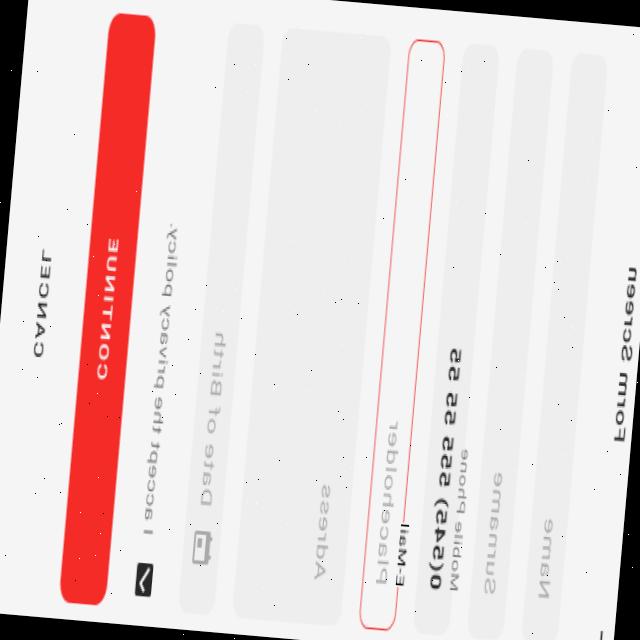 Form Screen
Name
Surname
Mobile Phone
0(545) 555 55 55
E-Mail
Placeholder
Adress
Date of Birth
I accept the privacy policy.
CONTINUE
CANCEL